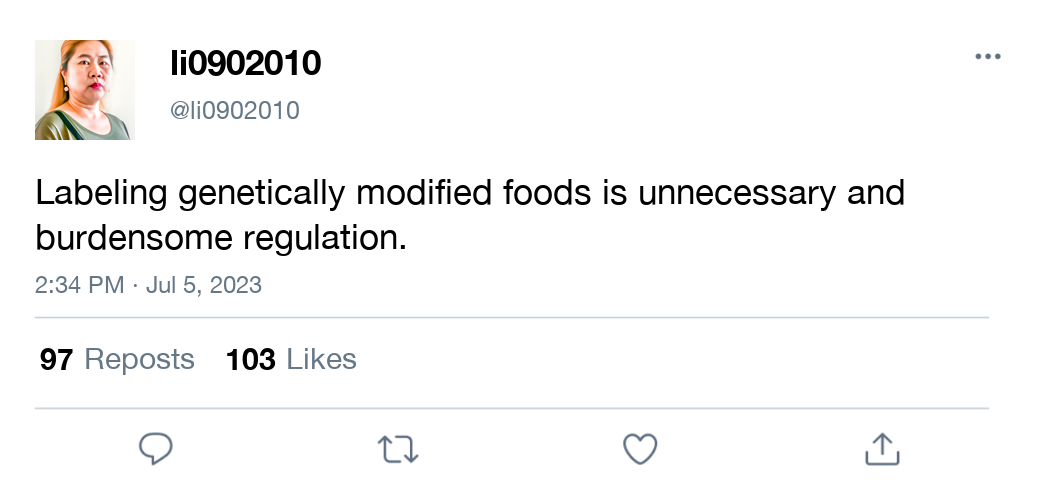 li0902010
@li0902010
Labeling genetically modified foods is unnecessary and
burdensome regulation.
2:34 PM · Jul 5, 2023
97 Reposts 103 Likes